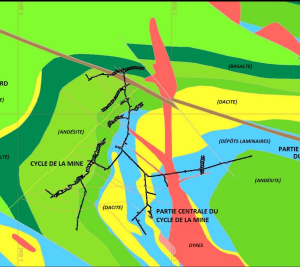 (BASALTE)
RD
(DACITE)
(ANDÉSITE)
(DÉPÔTS LAMINAIRES)
PARTIE
DU
CYCLE DE LA MINE
(ANDÉSITE)
(DACITE)
PARTIE CENTRALE DU
CYCLE DE LA MINE
DYKES